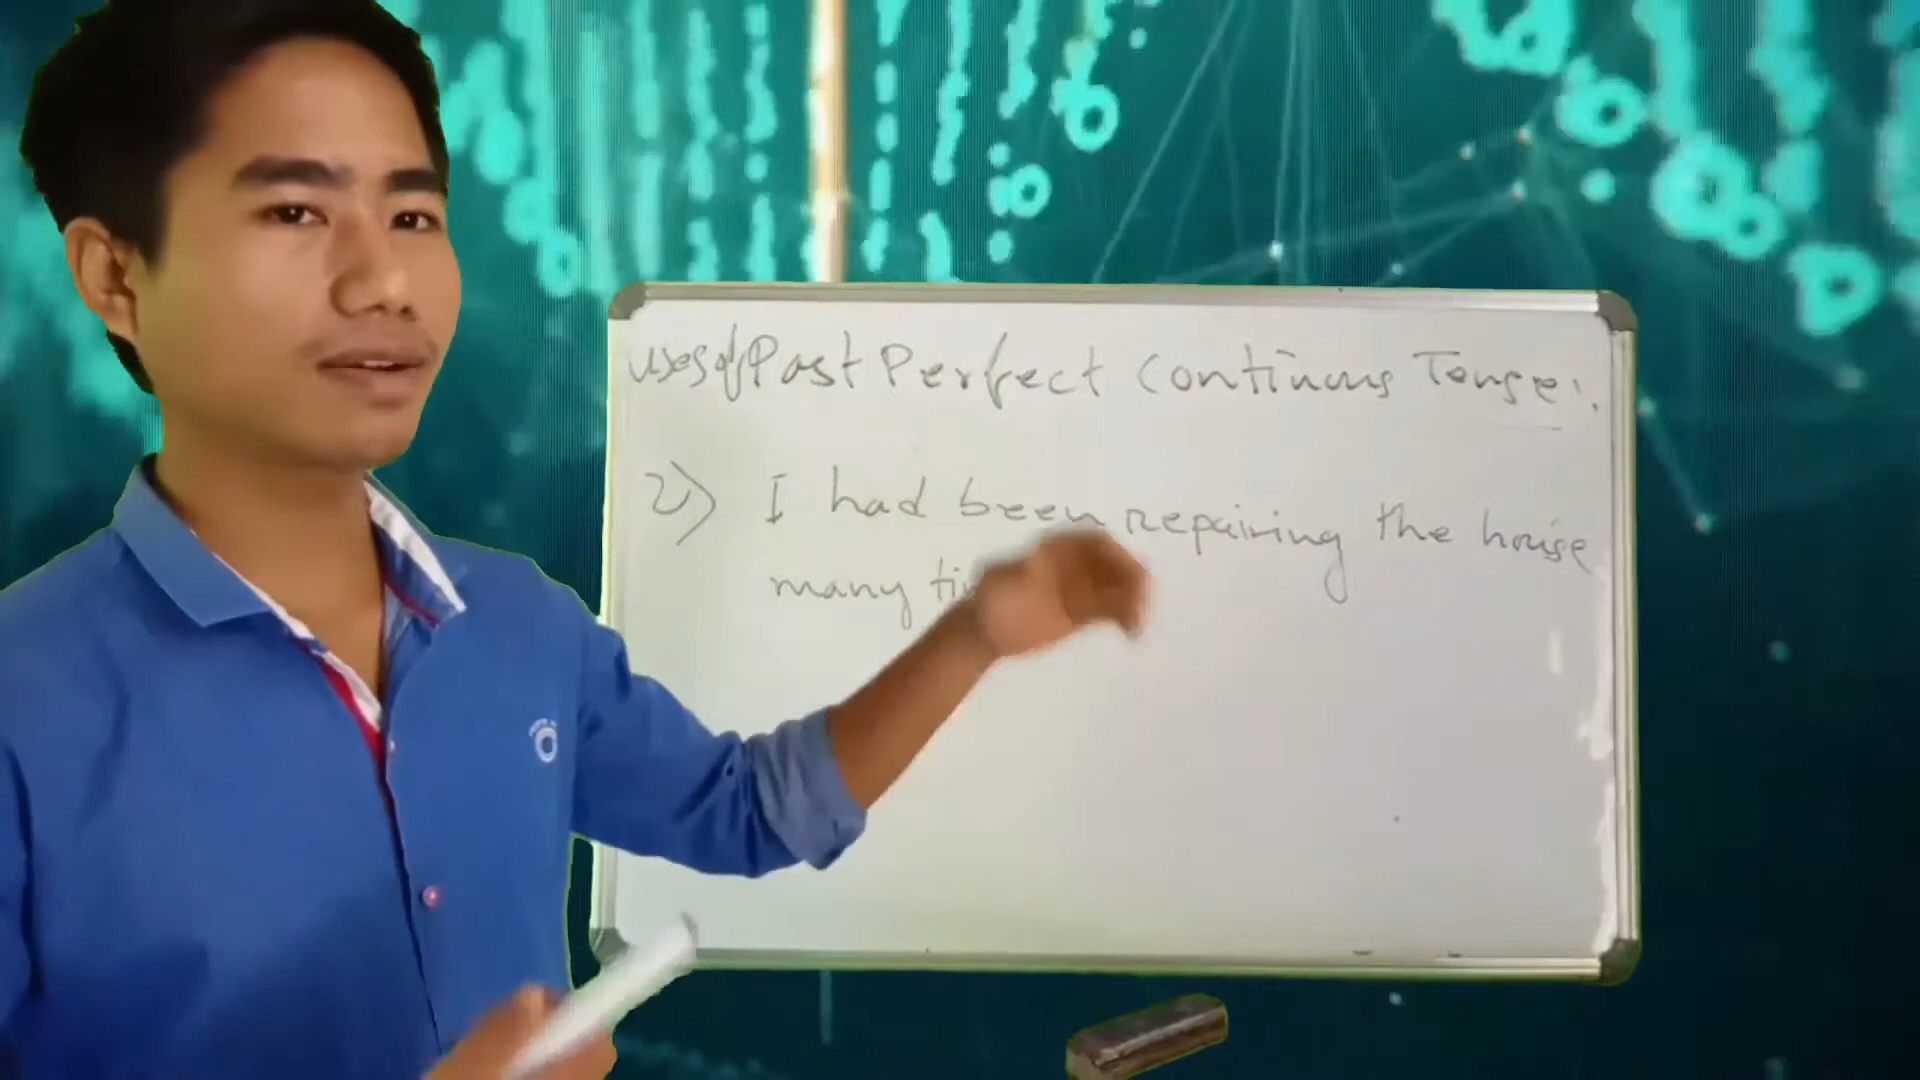 uses of Past Perfect Continuous Tense:.
2) I had been repairing the house
many